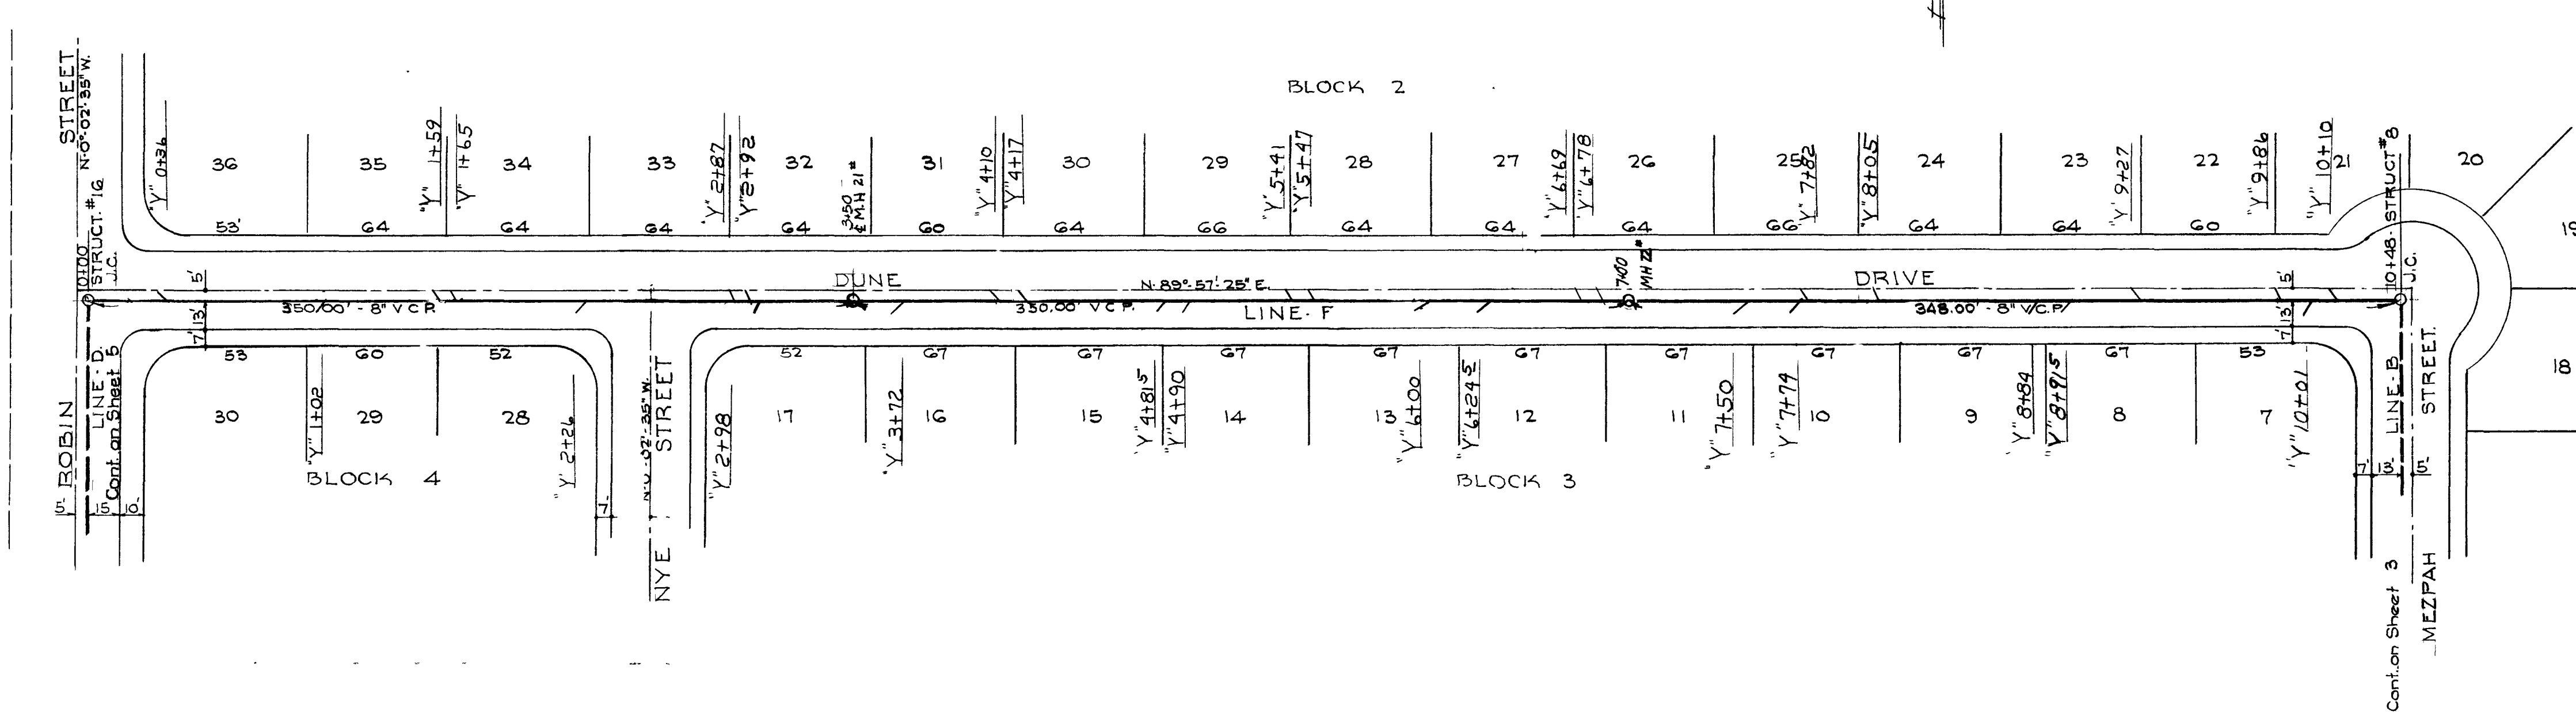 BLOCK 2
STREET
N·0°·02'·35" W.
STRUCT. #16
0+00
J.C.
"Y" 0+36
36
35
"Y" 1+59
"Y" 1+65
34
33
"Y" 2+87
"Y" 2+92
32
3+50
M.H 21
31
"Y" 4+10
"Y" 4+17
30
29
"Y" 5+41
"Y" 5+47
28
27
"Y" 6+69
"Y" 6+78
26
25
"Y" 7+82
"Y" 8+05
24
23
"Y" 9+27
22
"Y" 9+86
"Y" 10+10
21
10+48 - STRUCT #8
J.C.
20
19
53'
64
64
64
64
60
64
66
64
64
64
66
64
64
60
5'
DUNE
N·89°·57'·25" E.
7+00
DRIVE
5'
350.00' - 8" V C P.
LINE - F
348.00' - 8" V.C.P.
13'
7'
13'
7'
53
60
52
52
67
67
67
67
67
67
67
67
67
53
18
ROBIN
LINE - D
Cont. on Sheet 5
30
"Y" 1+02
29
28
"Y" 2+26
STREET
"Y" 2+98
17
"Y" 3+72
16
15
"Y" 4+81.5
"Y" 4+90
14
13
"Y" 6+00
"Y" 6+24.5
12
11
"Y" 7+50
"Y" 7+74
10
9
"Y" 8+84
"Y" 8+91.5
8
7
"Y" 10+01
LINE - B
STREET.
BLOCK 4
BLOCK 3
5'
15'
10'
7'
7'
13'
5'
NYE
Cont. on Sheet 3
MEZPAH